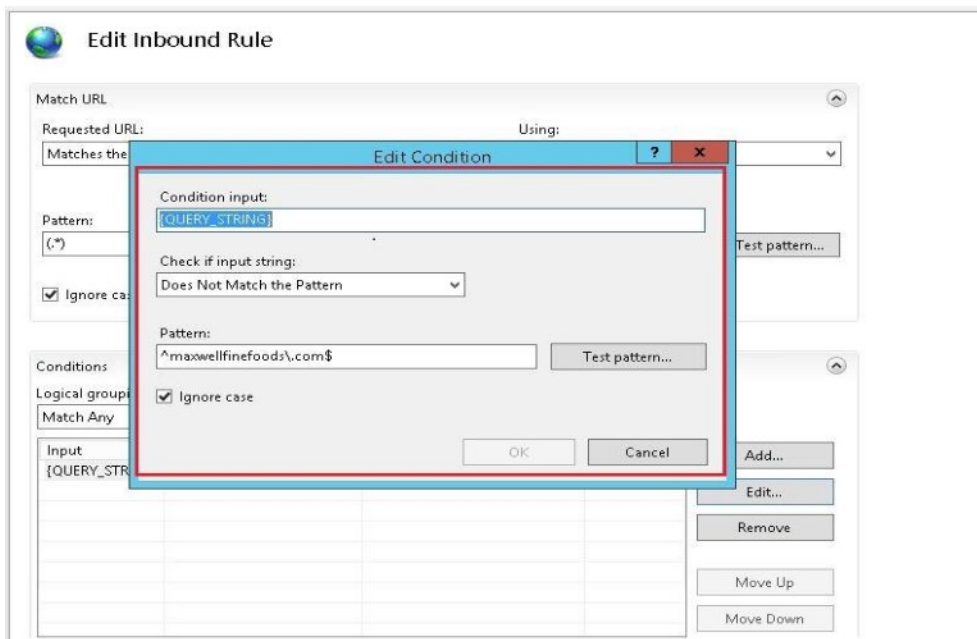 Edit Inbound Rule
Match URL
Requested URL:
Using:
Matches the
Edit Condition
?
x
Condition input:
{QUERY_STRING}
Pattern:
(.*)
Test pattern...
Check if input string:
Does Not Match the Pattern
Ignore ca
Pattern:
^maxwellfinefoods\.com$
Test pattern...
Ignore case
Conditions
Logical groupi
Match Any
OK
Cancel
Input
{QUERY_STR
Add...
Edit...
Remove
Move Up
Move Down